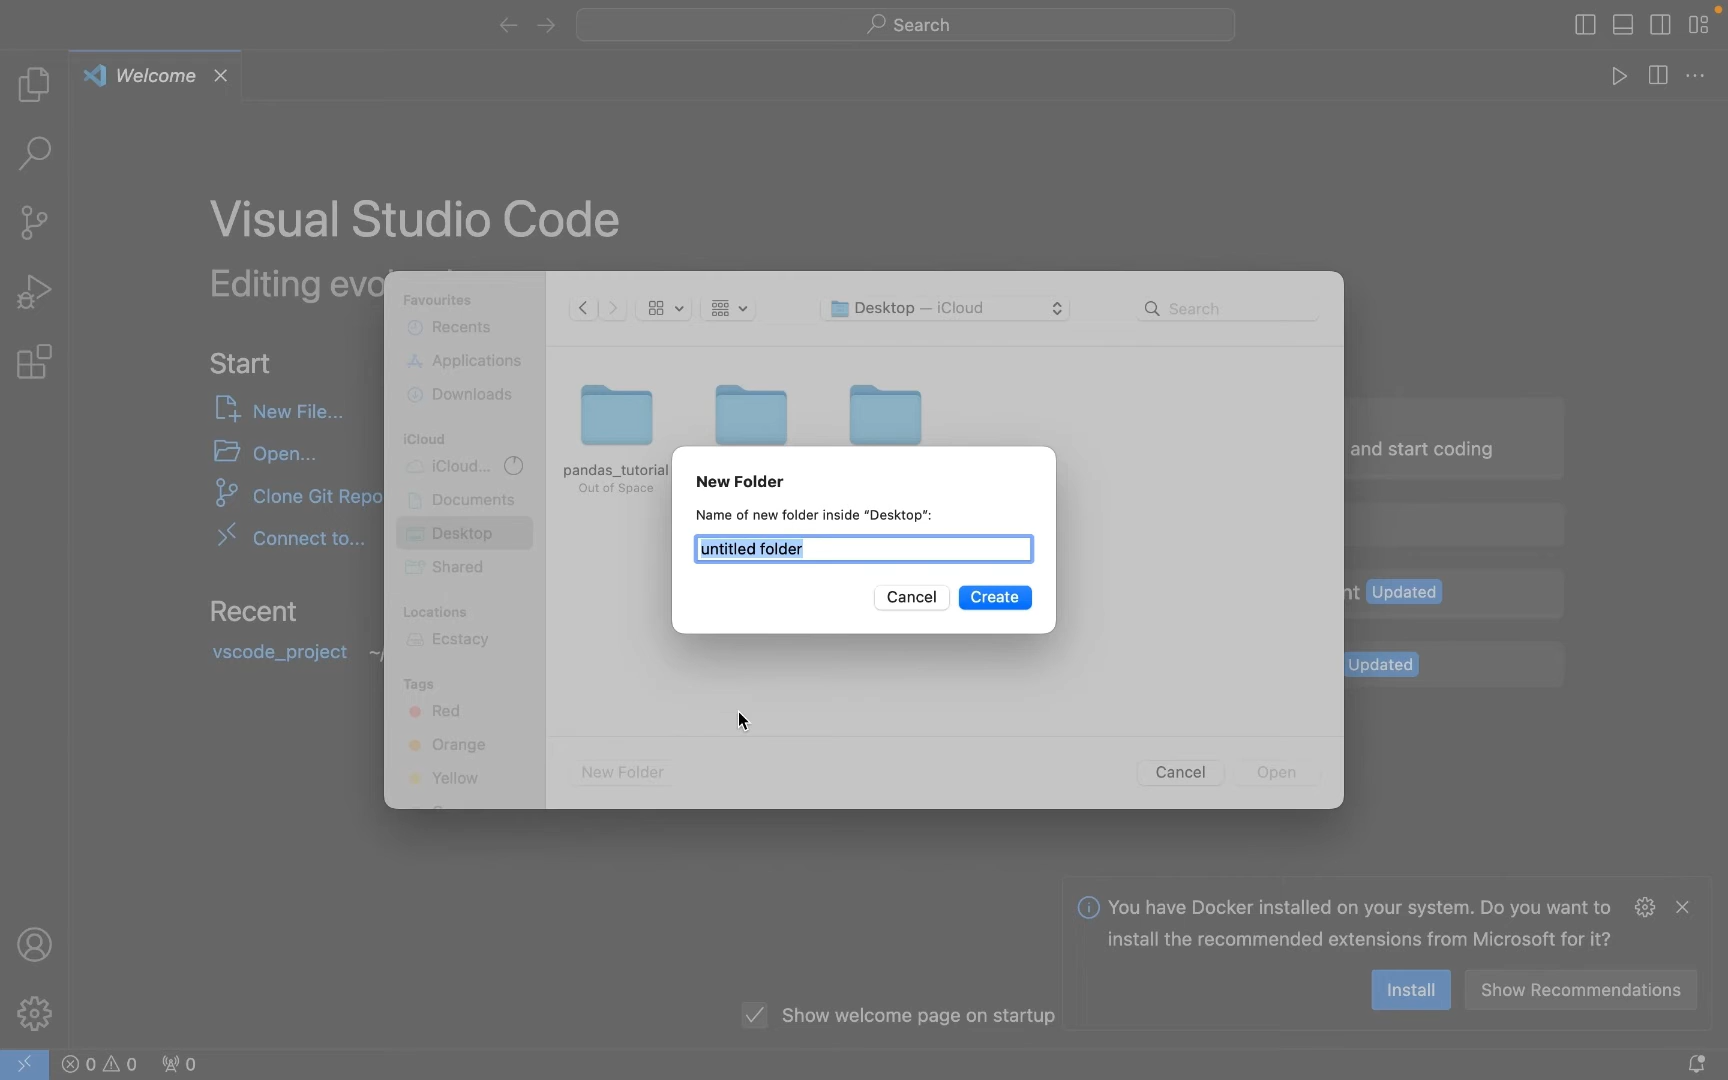 Search
Welcome
Visual Studio Code
Editing evo
Start
New File...
Open...
Clone Git Repo
Connect to...
Recent
vscode_project ~/
Favourites
Recents
Applications
Downloads
iCloud
iCloud...
Documents
Desktop
Shared
Locations
Ecstacy
Tags
Red
Orange
Yellow
Desktop — iCloud
Search
pandas_tutorial
Out of Space
New Folder
Name of new folder inside “Desktop”:
untitled folder
Cancel
Create
New Folder
Cancel
Open
and start coding
nt Updated
Updated
You have Docker installed on your system. Do you want to
install the recommended extensions from Microsoft for it?
Install
Show Recommendations
Show welcome page on startup
0 0 0